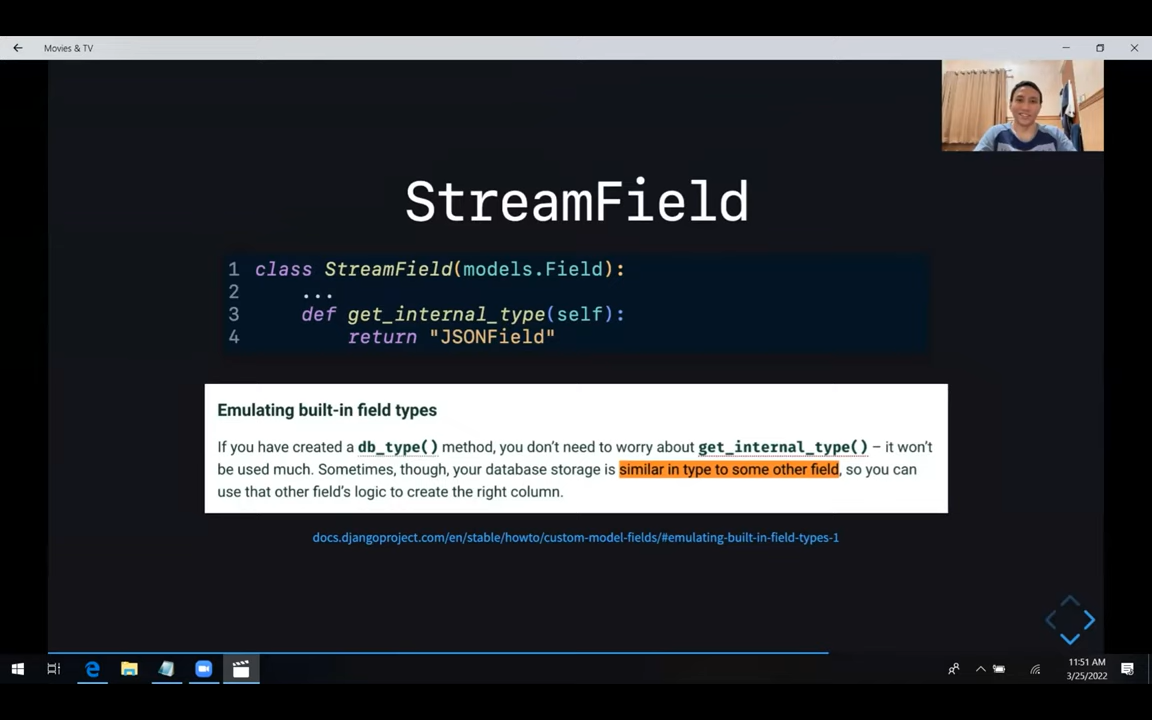 Movies & TV
StreamField
1 class StreamField(models.Field):
2 ...
3 def get_internal_type(self):
4 return "JSONField"
Emulating built-in field types
If you have created a db_type() method, you don't need to worry about get_internal_type() – it won't
be used much. Sometimes, though, your database storage is similar in type to some other field, so you can
use that other field's logic to create the right column.
docs.djangoproject.com/en/stable/howto/custom-model-fields/#emulating-built-in-field-types-1
11:51 AM
3/25/2022